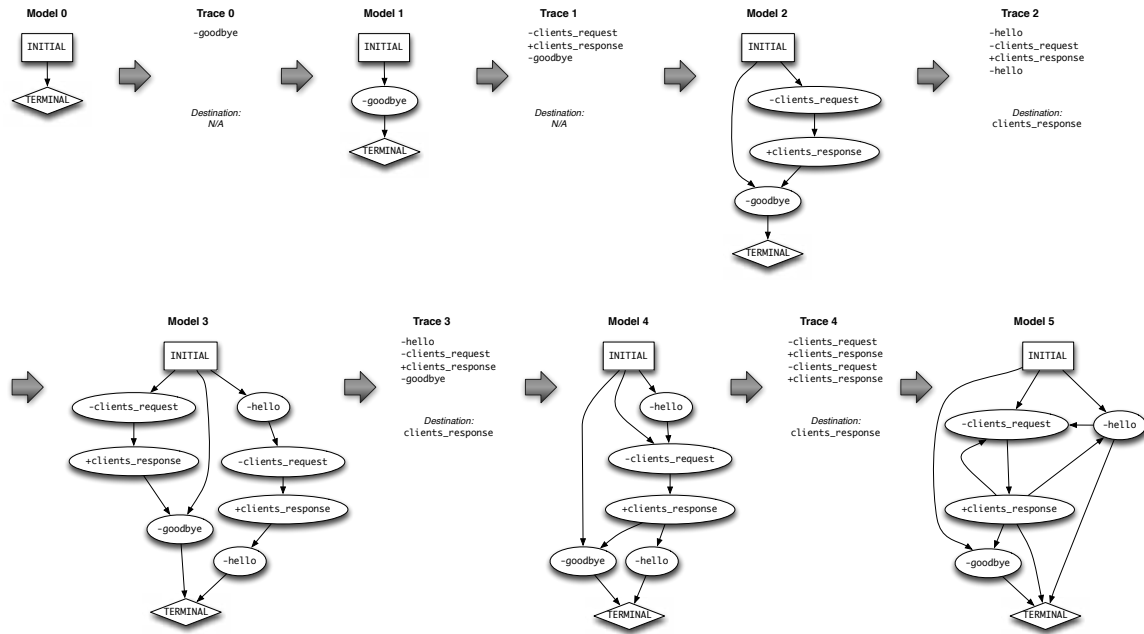 Model 0
INITIAL
TERMINAL
Trace 0
-goodbye
Destination:
N/A
Model 1
INITIAL
-goodbye
TERMINAL
Trace 1
-clients_request
+clients_response
-goodbye
Destination:
N/A
Model 2
INITIAL
-clients_request
+clients_response
-goodbye
TERMINAL
Trace 2
-hello
-clients_request
+clients_response
-hello
Destination:
clients_response
Model 3
INITIAL
-clients_request
-hello
+clients_response
-clients_request
+clients_response
-goodbye
-hello
TERMINAL
Trace 3
-hello
-clients_request
+clients_response
-goodbye
Destination:
clients_response
Model 4
INITIAL
-hello
-clients_request
+clients_response
-goodbye
-hello
TERMINAL
Trace 4
-clients_request
+clients_response
-clients_request
+clients_response
Destination:
clients_response
Model 5
INITIAL
-clients_request
-hello
+clients_response
-goodbye
TERMINAL